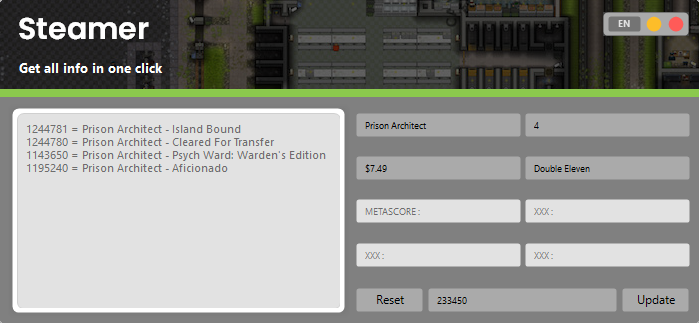 Steamer
EN
Get all info in one click
1244781 = Prison Architect - Island Bound
1244780 = Prison Architect - Cleared For Transfer
1143650 = Prison Architect - Psych Ward: Warden's Edition
1195240 = Prison Architect - Aficionado
Prison Architect
4
$7.49
Double Eleven
METASCORE :
XXX :
XXX :
XXX :
Reset
233450
Update